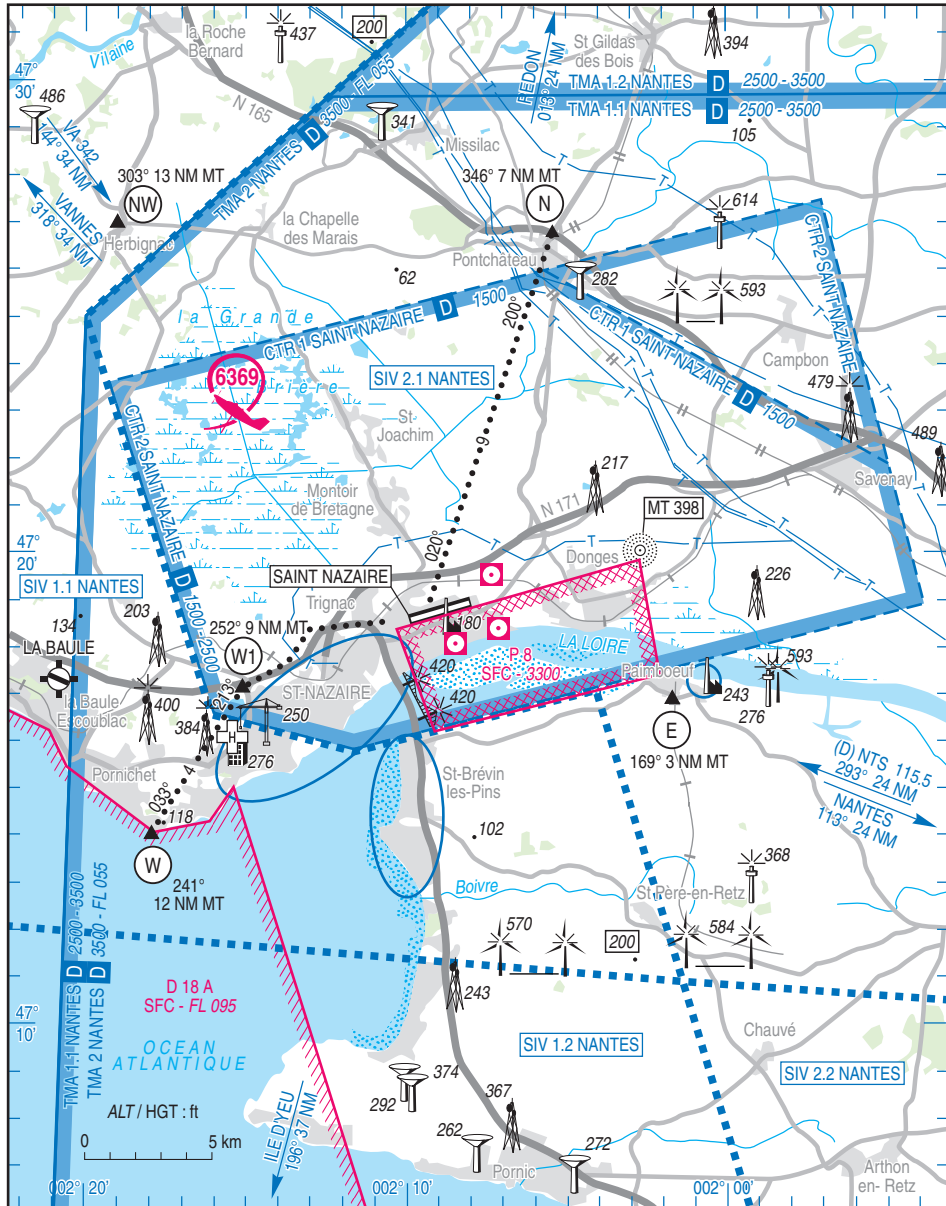 la Roche
Bernard
437
200
St Gildas
des Bois
394
Vilaine
47°
30'
REDON
013° 24 NM
TMA 1.2 NANTES D 2500 - 3500
TMA 1.1 NANTES D 2500 - 3500
486
N 165
341
105
Missilac
VA-342
144° 34 NM
TMA 2 NANTES D 3500 - FL 055
303° 13 NM MT
NW
346° 7 NM MT
N
614
VANNES
318° 34 NM
Herbignac
la Chapelle
des Marais
Pontchâteau
62
282
593
200°
la Grande
Brière
CTR 1 SAINT NAZAIRE D 1500
CTR 1 SAINT NAZAIRE D 1500
CTR 2 SAINT NAZAIRE
Campbon
6369
SIV 2.1 NANTES
479
489
St-
Joachim
9
CTR 2 SAINT NAZAIRE D 1500 - 2500
217
Savenay
Montoir
de Bretagne
N 171
MT 398
020°
Donges
47°
20'
SIV 1.1 NANTES
SAINT NAZAIRE
226
Trignac
180
203
134
252° 9 NM MT
LA BAULE
W1
LA LOIRE
P 8
SFC - 3300
Paimboeuf
593
ST-NAZAIRE
420
420
la Baule
Escoublac
400
213°
250
243
276
384
H
E
276
169° 3 NM MT
(D) NTS 115.5
293° 24 NM
NANTES
113° 24 NM
Pornichet
4
033°
118
St-Brévin
les-Pins
102
W
241°
12 NM MT
368
Boivre
St Père-en-Retz
570
200
584
TMA 1-1 NANTES D 2500 - 3500
TMA 2 NANTES D 3500 - FL 055
D 18 A
SFC - FL 095
243
47°
10'
OCEAN
ATLANTIQUE
SIV 1.2 NANTES
Chauvé
SIV 2.2 NANTES
374
292
367
ALT / HGT : ft
0 5 km
ILE D'YEU
196° 37 NM
262
272
Pornic
Arthon
en- Retz
002° 20'
002° 10'
002° 00'